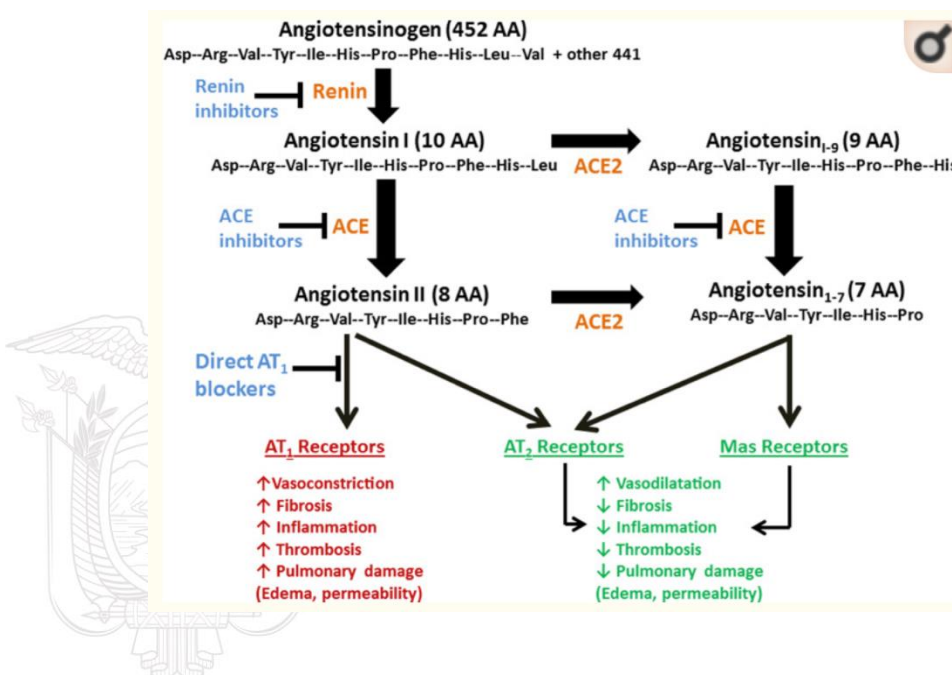 Angiotensinogen (452 AA)
Asp--Arg--Val--Tyr--Ile--His--Pro--Phe--His--Leu--Val + other 441
Renin inhibitors
Renin
Angiotensin I (10 AA)
Asp--Arg--Val--Tyr--Ile--His--Pro--Phe--His--Leu
ACE2
Angiotensin I-9 (9 AA)
Asp--Arg--Val--Tyr--Ile--His--Pro--Phe--His
ACE
inhibitors
ACE
ACE
inhibitors
ACE
Angiotensin II (8 AA)
Asp--Arg--Val--Tyr--Ile--His--Pro--Phe
ACE2
Angiotensin 1-7 (7 AA)
Asp--Arg--Val--Tyr--Ile--His--Pro
Direct AT1
blockers
AT1 Receptors
↑Vasoconstriction
↑ Fibrosis
↑ Inflammation
↑ Thrombosis
↑ Pulmonary damage
(Edema, permeability)
AT2 Receptors
Mas Receptors
↑ Vasodilatation
↓ Fibrosis
↓ Inflammation
↓ Thrombosis
↓ Pulmonary damage
(Edema, permeability)